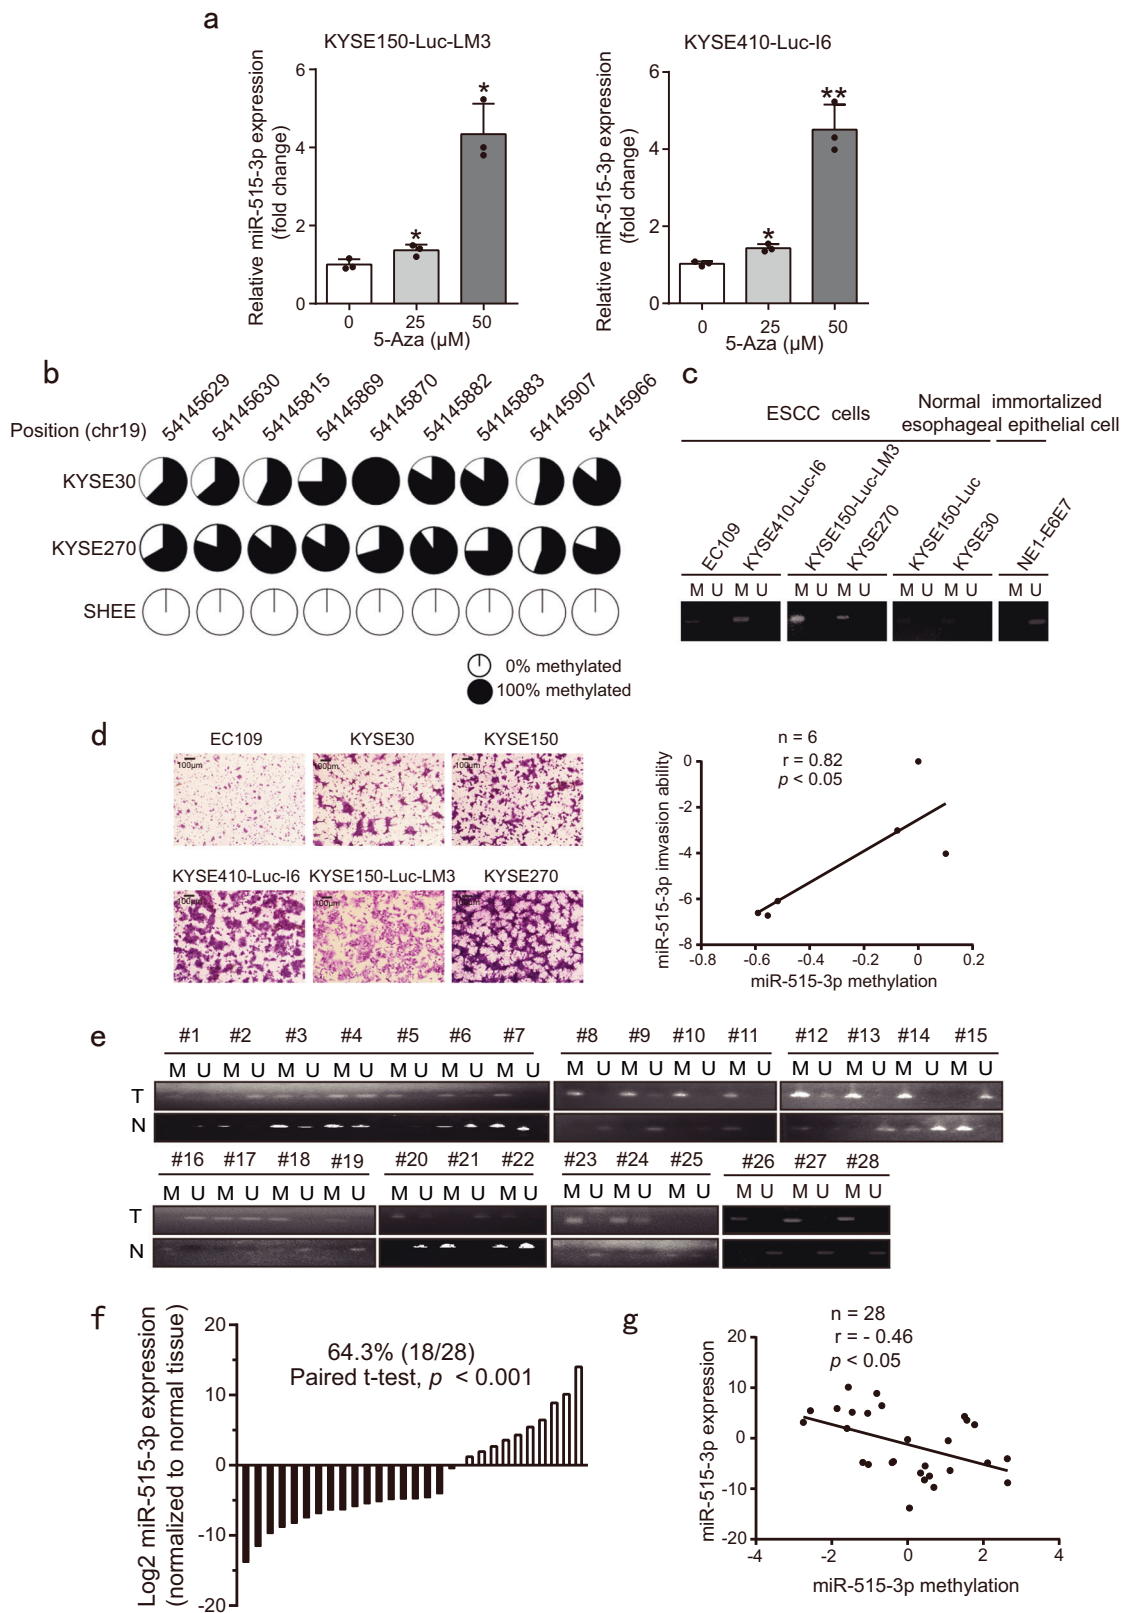 a
KYSE150-Luc-LM3
KYSE410-Luc-I6
Relative miR-515-3p expression
(fold change)
6
4
2
0
*
*
0
25
50
5-Aza (µM)
Relative miR-515-3p expression
(fold change)
6
4
2
0
*
**
0
25
50
5-Aza (µM)
b
Position (chr19)
54145629
54145630
54145815
54145869
54145870
54145882
54145883
54145907
54145966
KYSE30
KYSE270
SHEE
0% methylated
100% methylated
c
ESCC cells
Normal immortalized
esophageal epithelial cell
EC109
KYSE410-Luc-I6
KYSE150-Luc-LM3
KYSE270
KYSE150-Luc
KYSE30
NE1-E6E7
M U M U M U M U M U M U M U
d
EC109
KYSE30
KYSE150
100µm
100µm
100µm
KYSE410-Luc-I6
KYSE150-Luc-LM3
KYSE270
100µm
100µm
100µm
n = 6
r = 0.82
p < 0.05
miR-515-3p imvasion ability
0
-2
-4
-6
-8
-0.8
-0.6
-0.4
-0.2
0
0.2
miR-515-3p methylation
e
#1 #2 #3 #4 #5 #6 #7 #8 #9 #10 #11 #12 #13 #14 #15
M U M U M U M U M U M U M U M U M U M U M U M U M U M U M U
T
N
#16 #17 #18 #19 #20 #21 #22 #23 #24 #25 #26 #27 #28
M U M U M U M U M U M U M U M U M U M U M U M U M U
T
N
f
Log2 miR-515-3p expression
(normalized to normal tissue)
20
10
0
-10
-20
64.3% (18/28)
Paired t-test, p < 0.001
g
n = 28
r = - 0.46
p < 0.05
miR-515-3p expression
20
10
0
-10
-20
-4
-2
0
2
4
miR-515-3p methylation